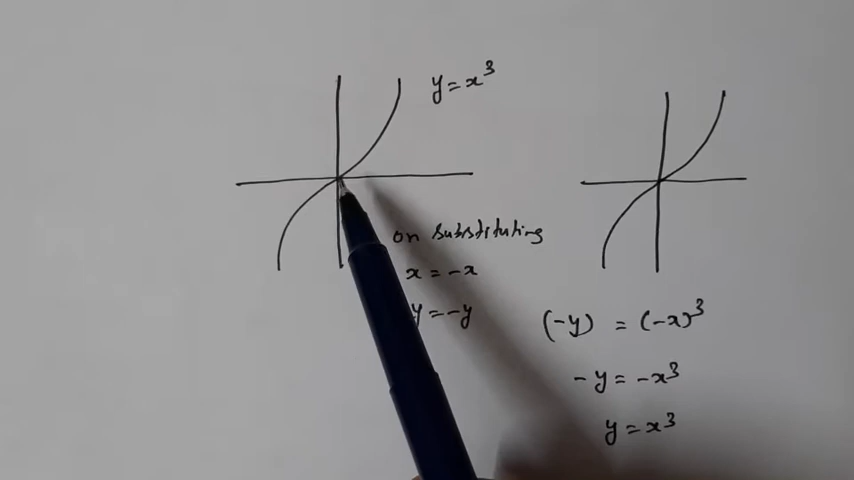 y = x³
on substituting
x = -x
y = -y
(-y) = (-x)³
-y = -x³
y = x³